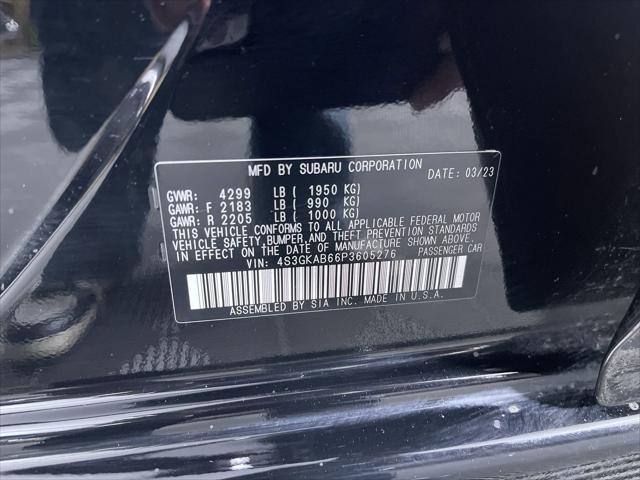 MFD BY SUBARU CORPORATION
DATE: 03/23
GVWR: 4299 LB ( 1950 KG)
GAWR: F 2183 LB ( 990 KG)
GAWR: R 2205 LB ( 1000 KG)
THIS VEHICLE CONFORMS TO ALL APPLICABLE FEDERAL MOTOR
VEHICLE SAFETY,BUMPER,AND THEFT PREVENTION STANDARDS
IN EFFECT ON THE DATE OF MANUFACTURE SHOWN ABOVE.
VIN: 4S3GKAB66P3605276 PASSENGER CAR
ASSEMBLED BY SIA INC. MADE IN U.S.A.